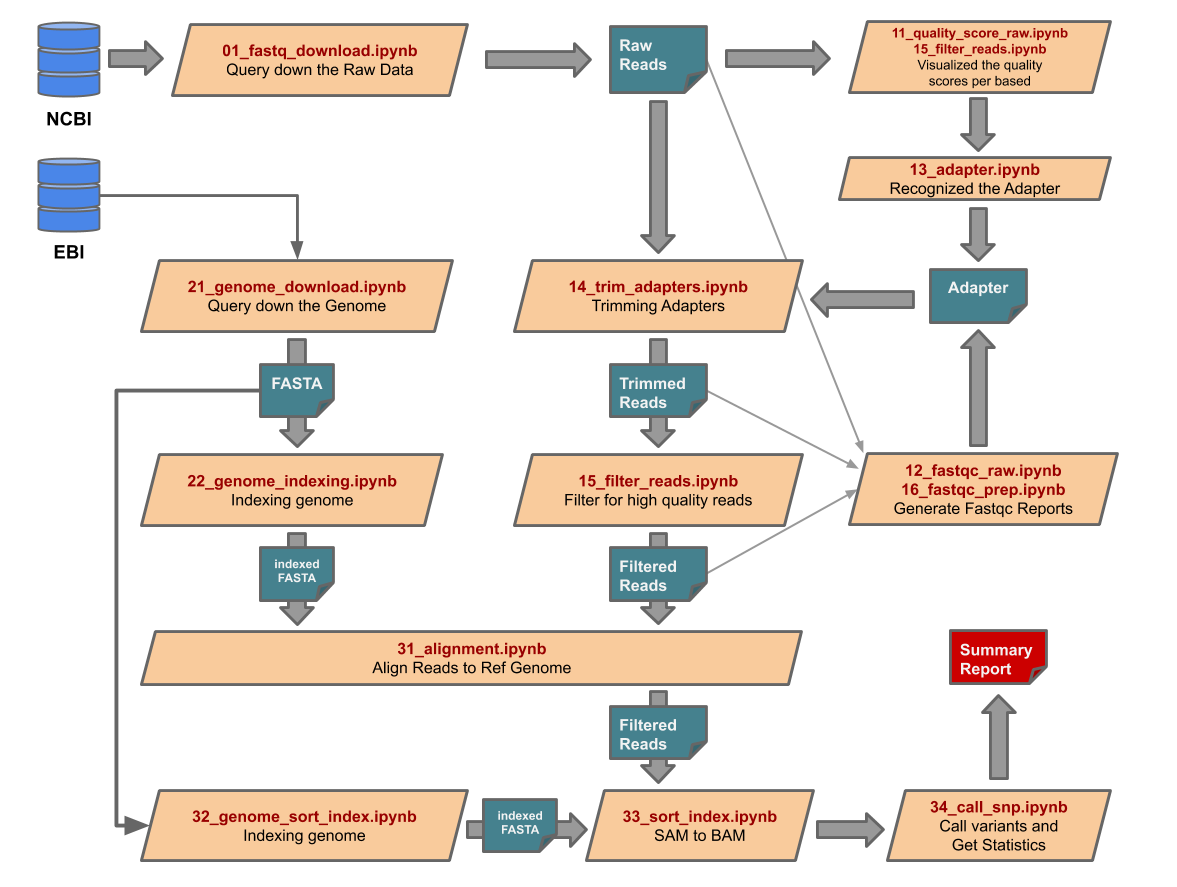 NCBI
01_fastq_download.ipynb
Query down the Raw Data
Raw
Reads
11_quality_score_raw.ipynb
15_filter_reads.ipynb
Visualized the quality
scores per based
13_adapter.ipynb
Recognized the Adapter
EBI
21_genome_download.ipynb
Query down the Genome
14_trim_adapters.ipynb
Trimming Adapters
Adapter
FASTA
Trimmed
Reads
22_genome_indexing.ipynb
Indexing genome
15_filter_reads.ipynb
Filter for high quality reads
12_fastqc_raw.ipynb
16_fastqc_prep.ipynb
Generate Fastqc Reports
indexed
FASTA
Filtered
Reads
31_alignment.ipynb
Align Reads to Ref Genome
Summary
Report
Filtered
Reads
32_genome_sort_index.ipynb
Indexing genome
indexed
FASTA
33_sort_index.ipynb
SAM to BAM
34_call_snp.ipynb
Call variants and
Get Statistics